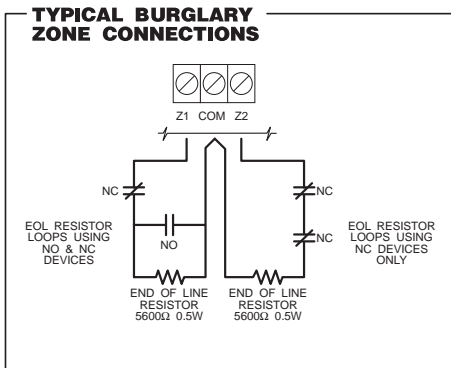 TYPICAL BURGLARY
ZONE CONNECTIONS
Z1 COM Z2
NC
NO
EOL RESISTOR
LOOPS USING
NO & NC
DEVICES
NC
NC
EOL RESISTOR
LOOPS USING
NC DEVICES
ONLY
END OF LINE
RESISTOR
5600Ω 0.5W
END OF LINE
RESISTOR
5600Ω 0.5W